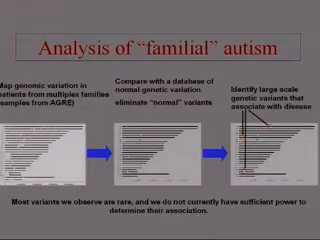 Analysis of “familial” autism
Map genomic variation in
patients from multiplex families
samples from AGRE)
Compare with a database of
normal genetic variation
eliminate “normal” variants
Identify large scale
genetic variants that
associate with disease
Most variants we observe are rare, and we do not currently have sufficient power to
determine their association.